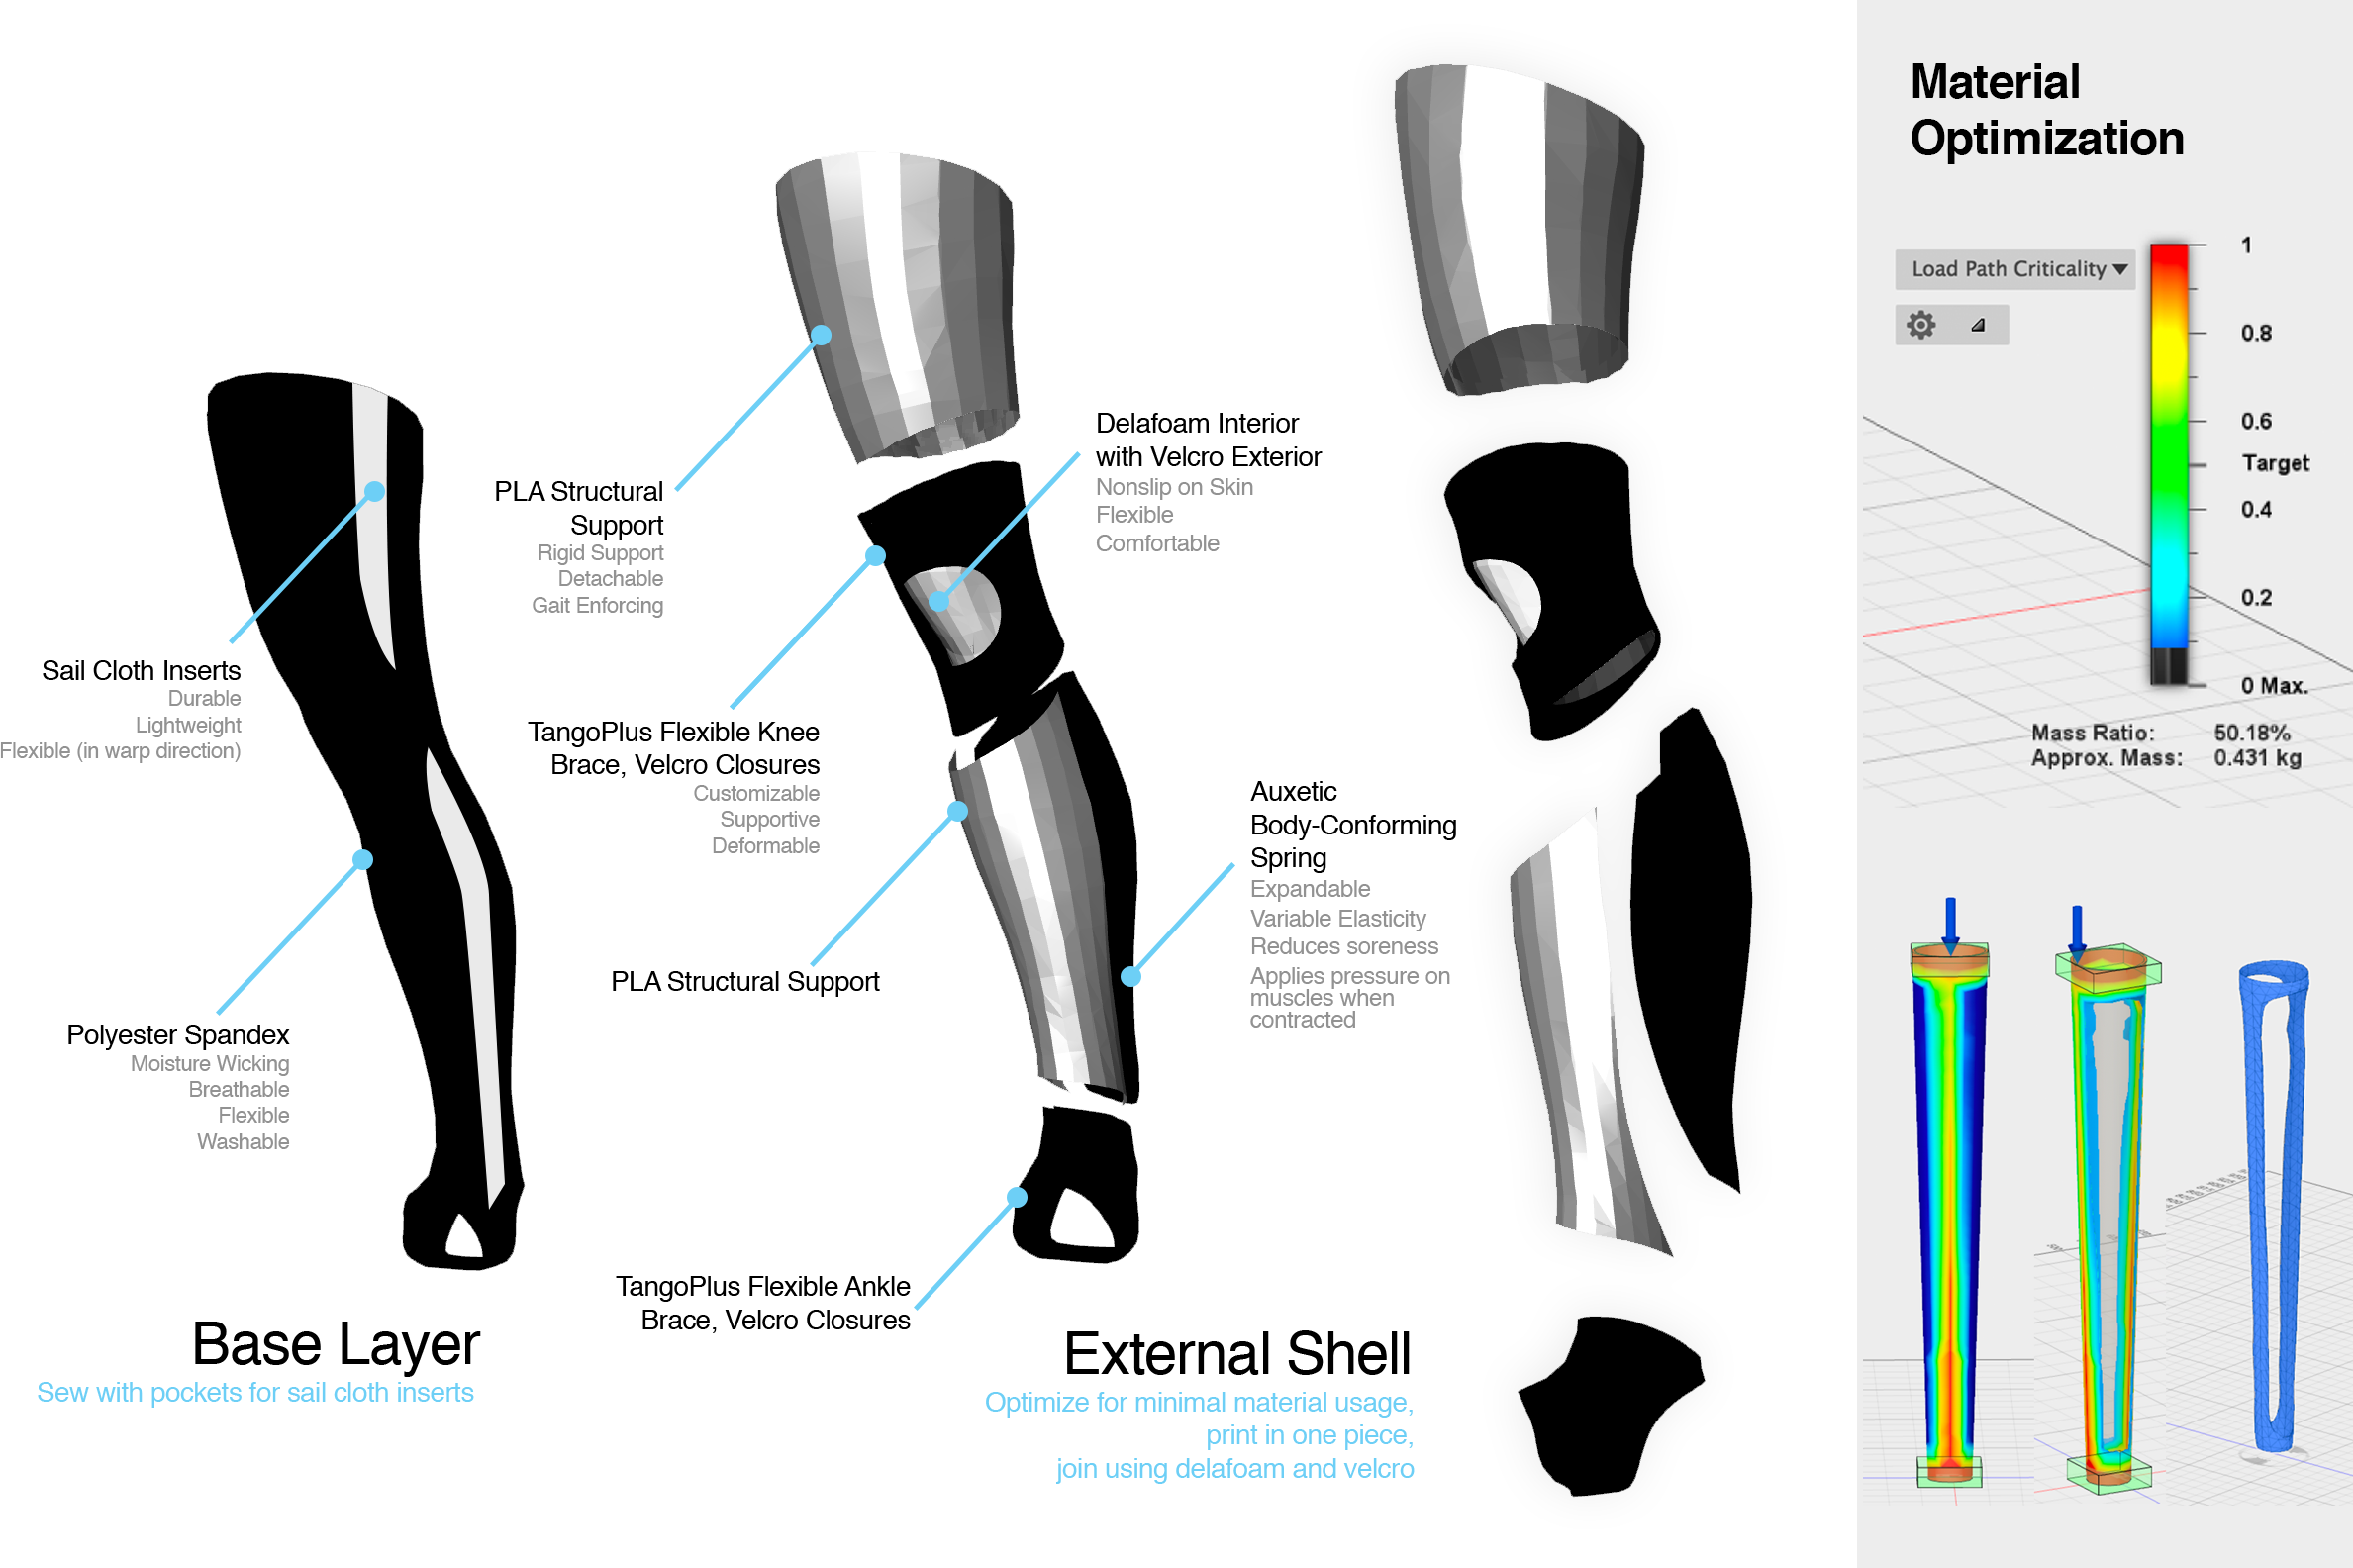 Sail Cloth Inserts
Durable
Lightweight
Flexible (in warp direction)
Polyester Spandex
Moisture Wicking
Breathable
Flexible
Washable
Base Layer
Sew with pockets for sail cloth inserts
PLA Structural
Support
Rigid Support
Detachable
Gait Enforcing
Delafoam Interior
with Velcro Exterior
Nonslip on Skin
Flexible
Comfortable
TangoPlus Flexible Knee
Brace, Velcro Closures
Customizable
Supportive
Deformable
PLA Structural Support
Auxetic
Body-Conforming
Spring
Expandable
Variable Elasticity
Reduces soreness
Applies pressure on
muscles when
contracted
TangoPlus Flexible Ankle
Brace, Velcro Closures
External Shell
Optimize for minimal material usage,
print in one piece,
join using delafoam and velcro
Material
Optimization
Load Path Criticality
1
0.8
0.6
Target
0.4
0.2
0 Max.
Mass Ratio: 50.18%
Approx. Mass: 0.431 kg